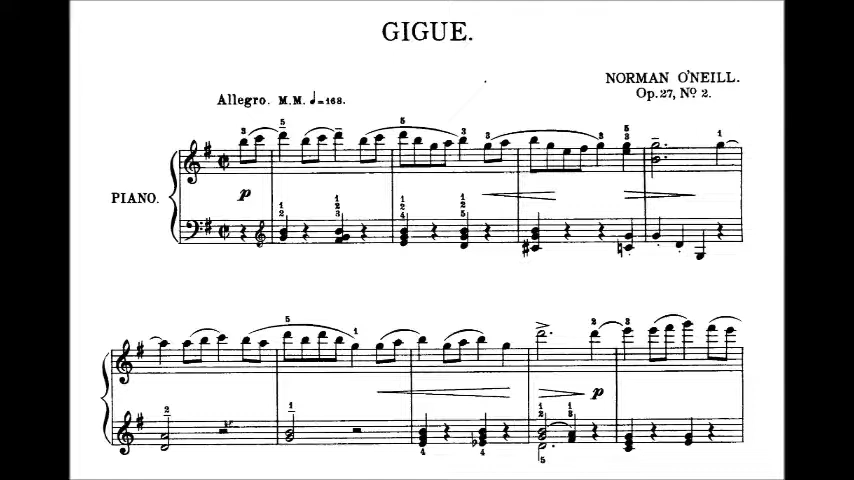 GIGUE.
NORMAN O'NEILL.
Op. 27, Nº 2.
Allegro. M.M. ♩=168.
PIANO.
p
p